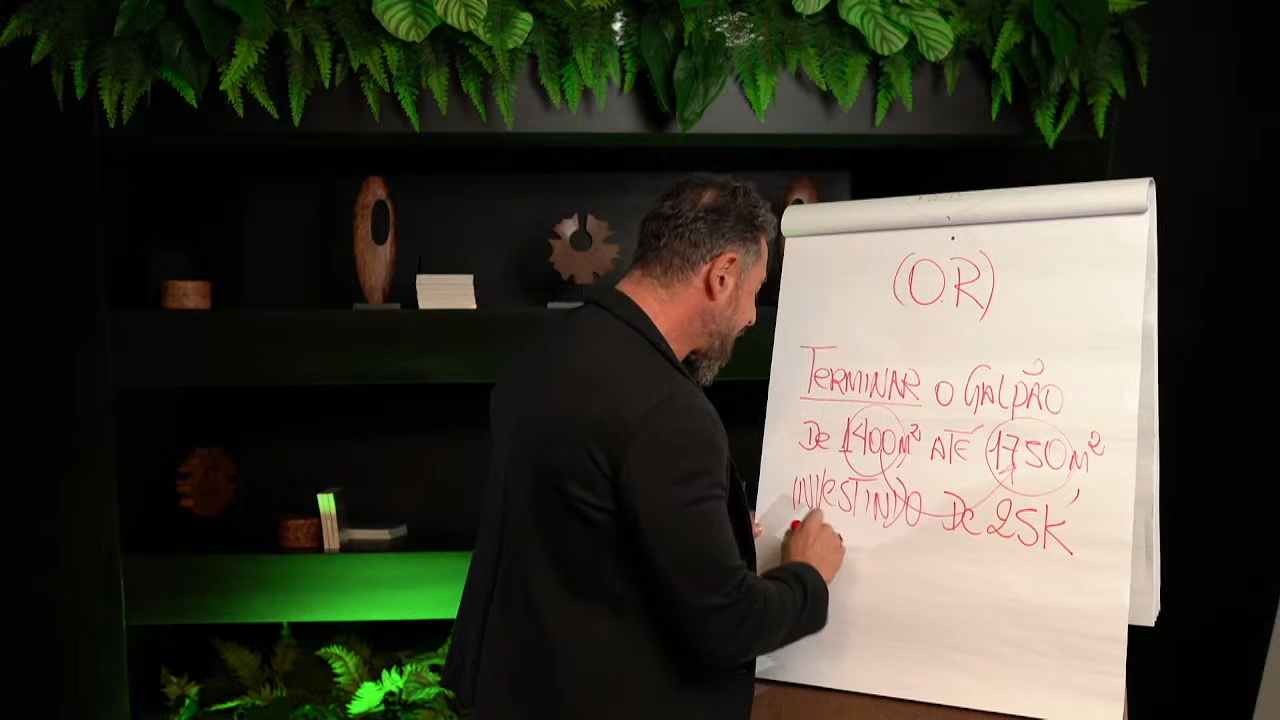 (O.R)
TERMINAR O GALPÃO
DE 1400M² ATÉ 1750M²,
INVESTINDO DE 25K